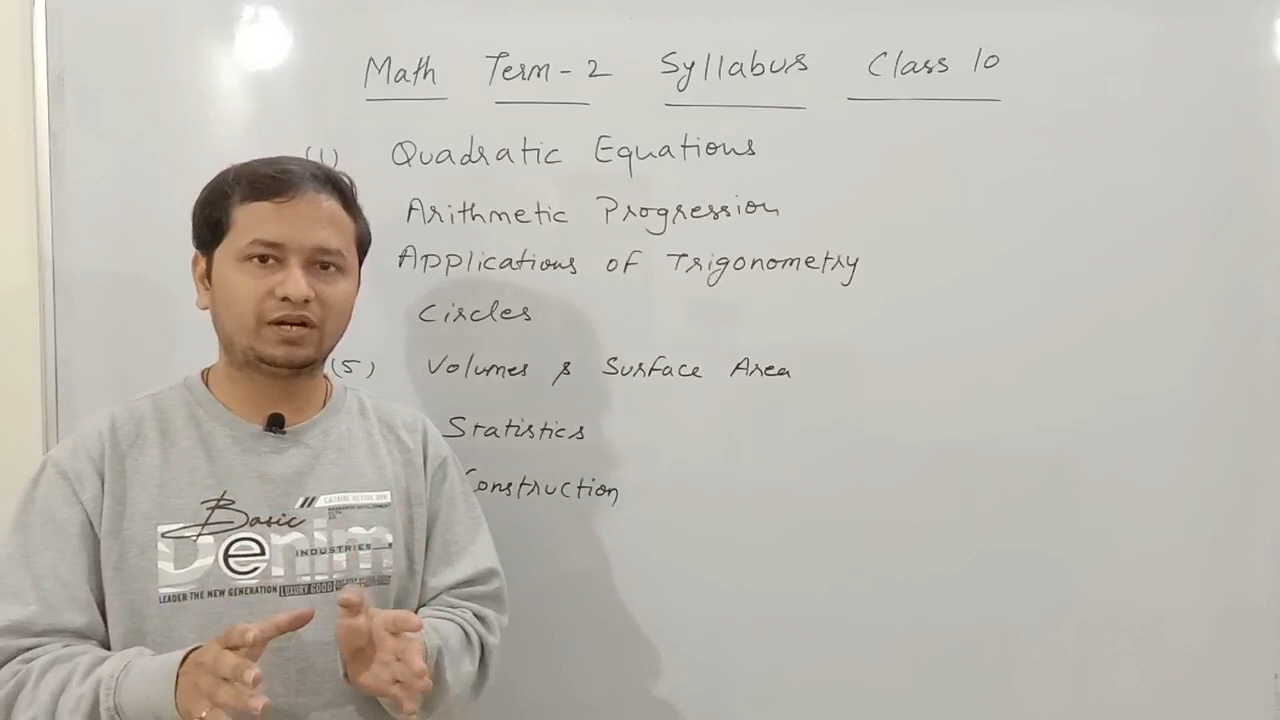 Math Term-2 Syllabus Class 10
(1) Quadratic Equations
Arithmetic Progression
Applications of Trigonometry
Circles
(5) Volumes & Surface Area
Statistics
Construction
Basic
Denim
INDUSTRIES
LEADER THE NEW GENERATION LUXURY GOOD